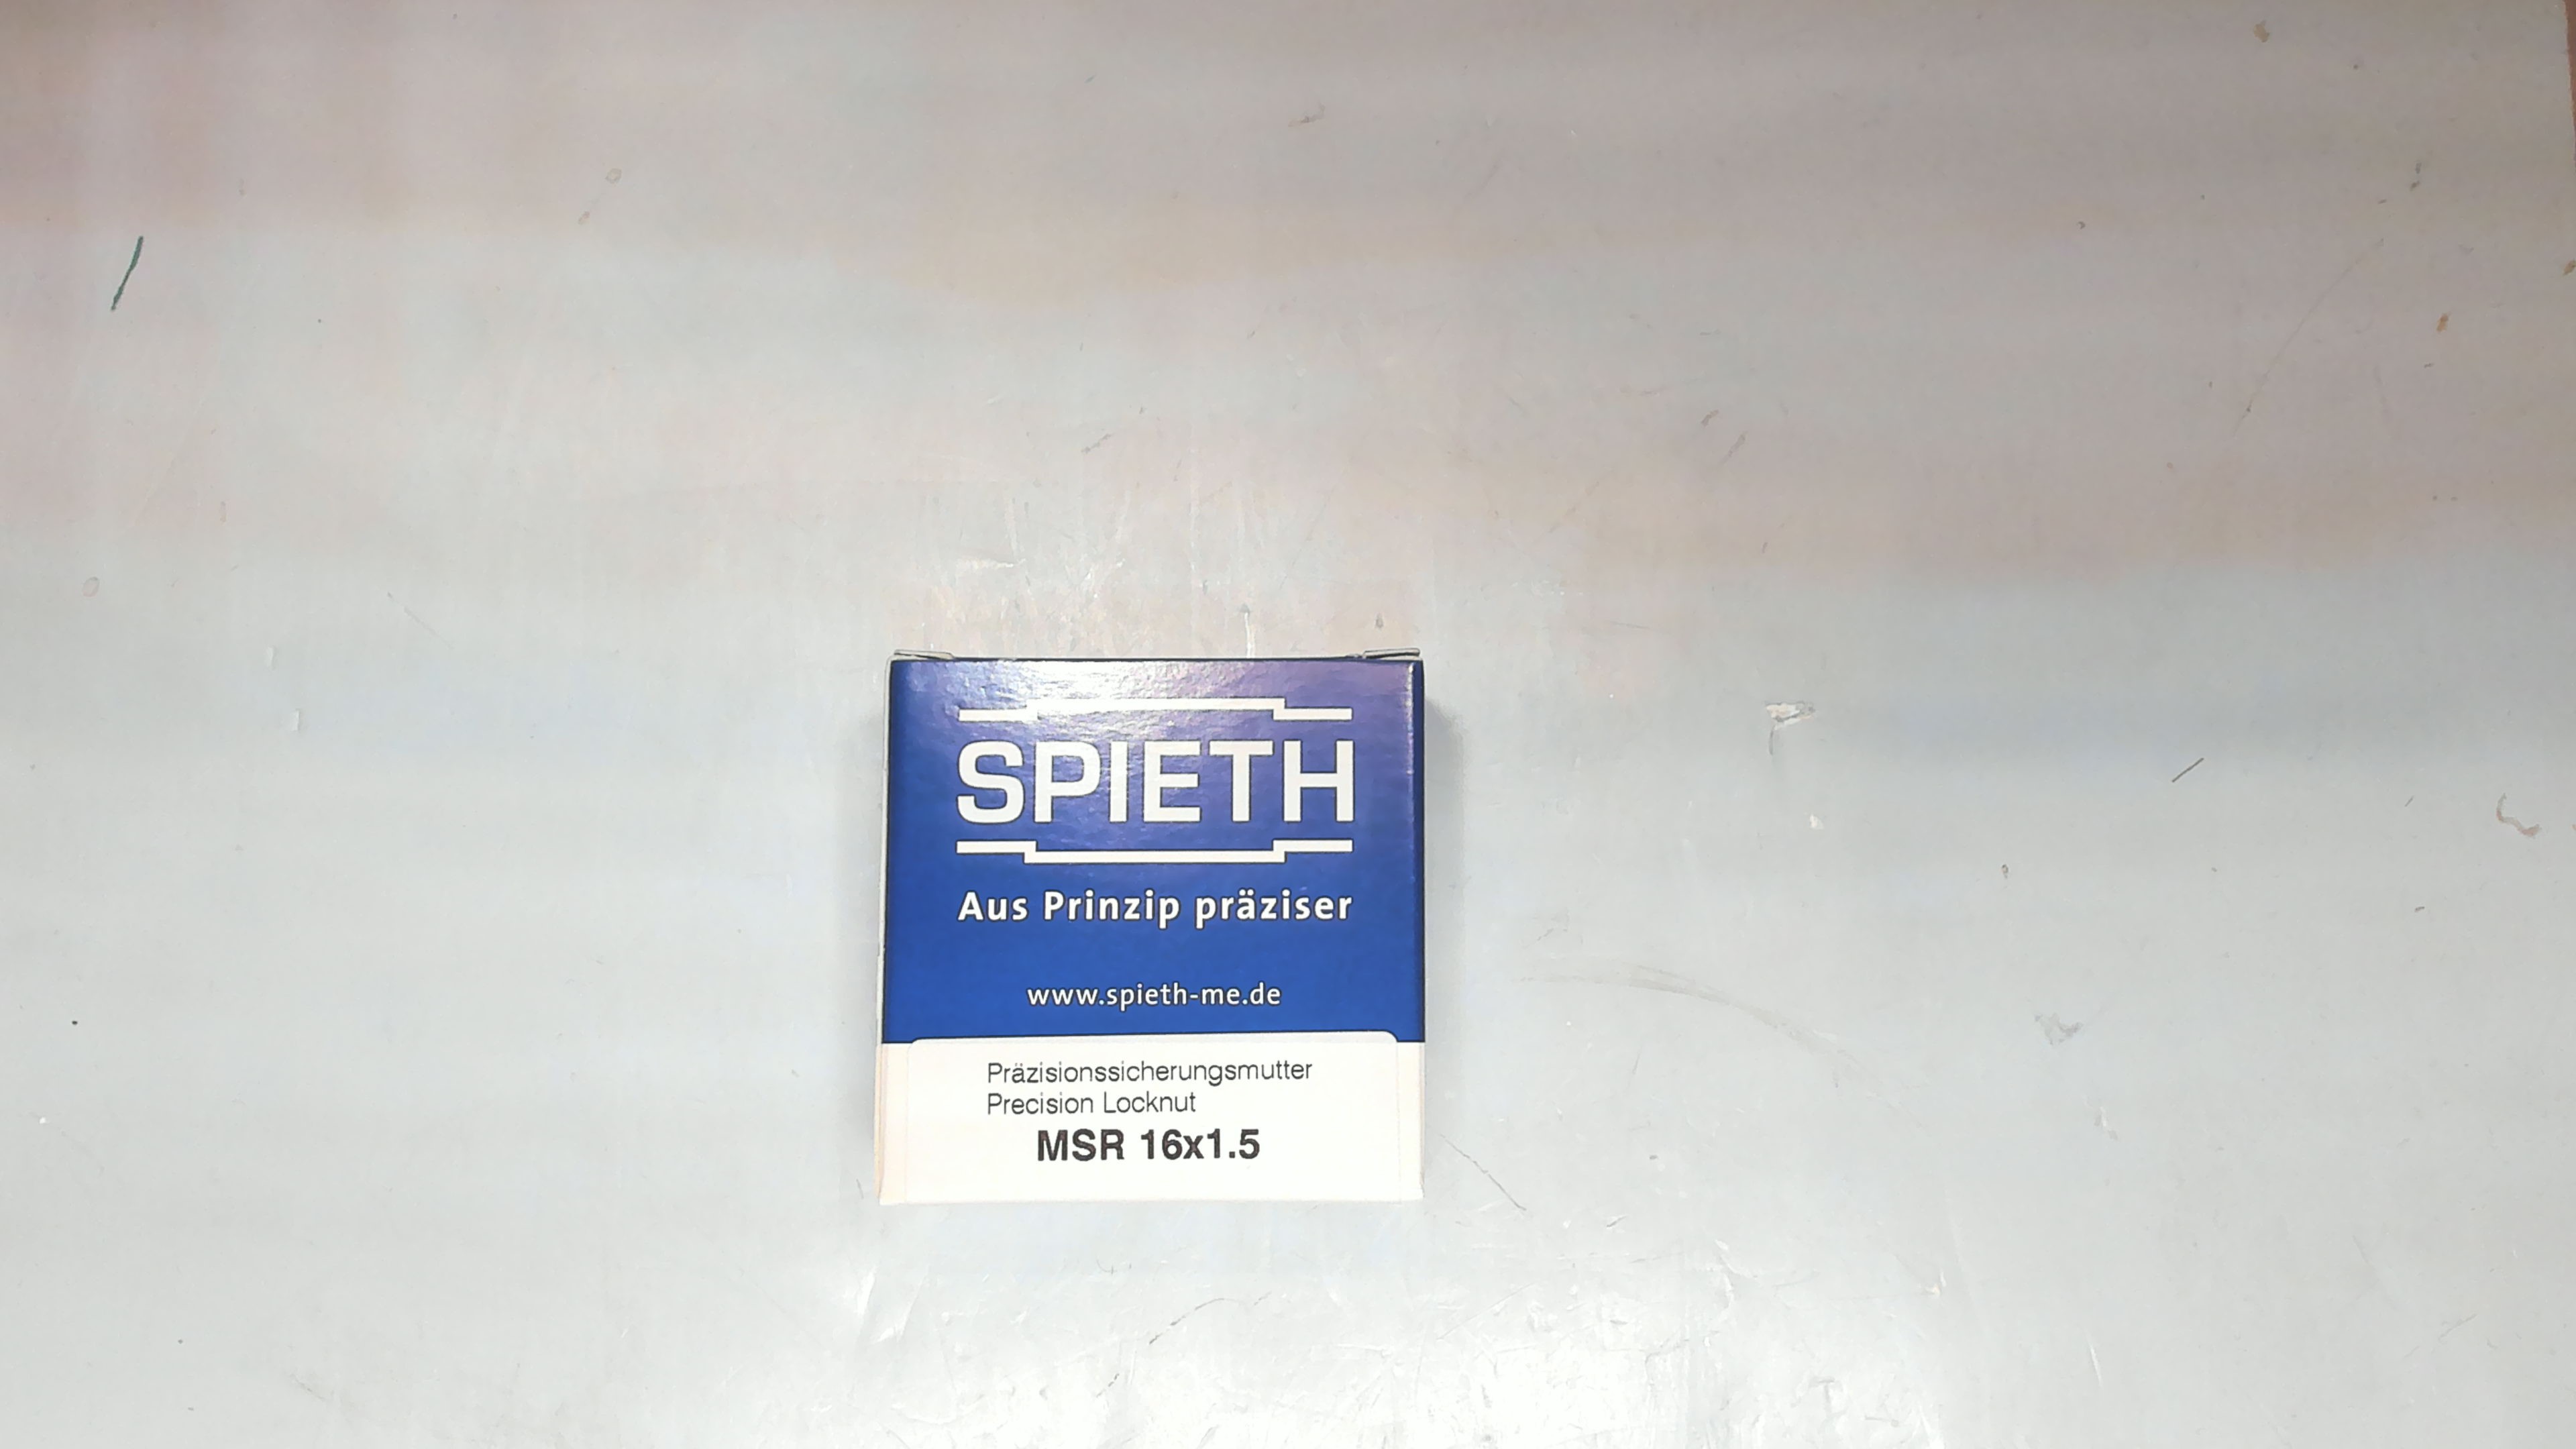 SPIETH
Aus Prinzip präziser
www.spieth-me.de
Präzisionssicherungsmutter
Precision Locknut
MSR 16x1.5